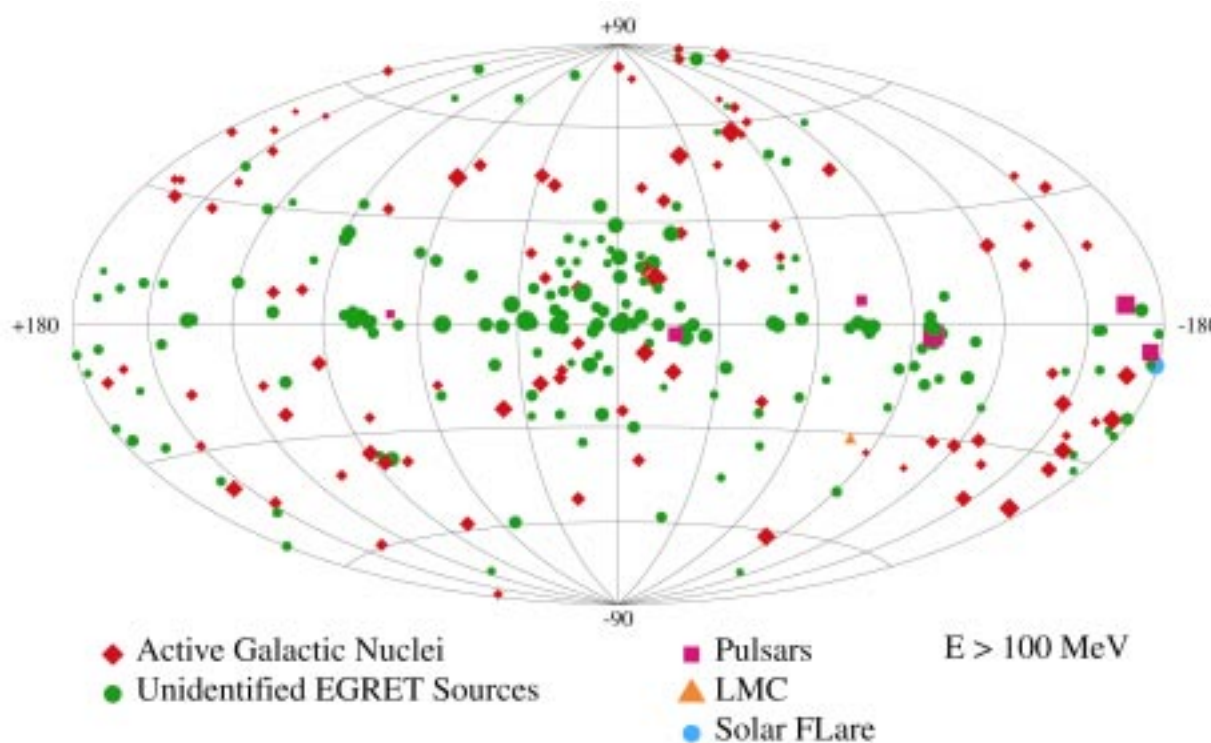 +90
+180
-180
-90
Active Galactic Nuclei
Unidentified EGRET Sources
Pulsars
LMC
Solar FLare
E > 100 MeV